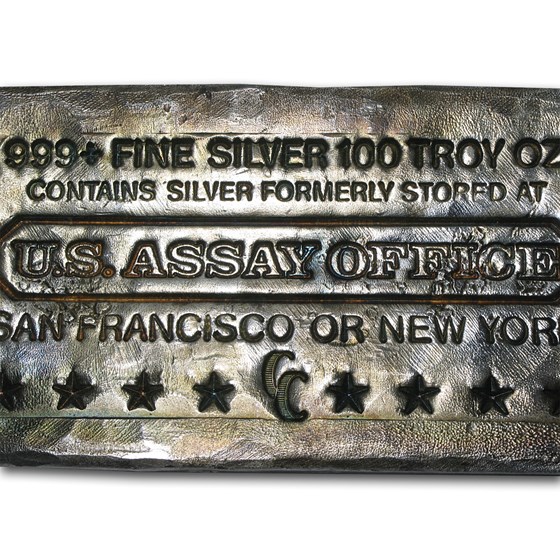 999+ FINE SILVER 100 TROY OZ
CONTAINS SILVER FORMERLY STORED AT
U.S. ASSAY OFFICE
SAN FRANCISCO OR NEW YORK
CC